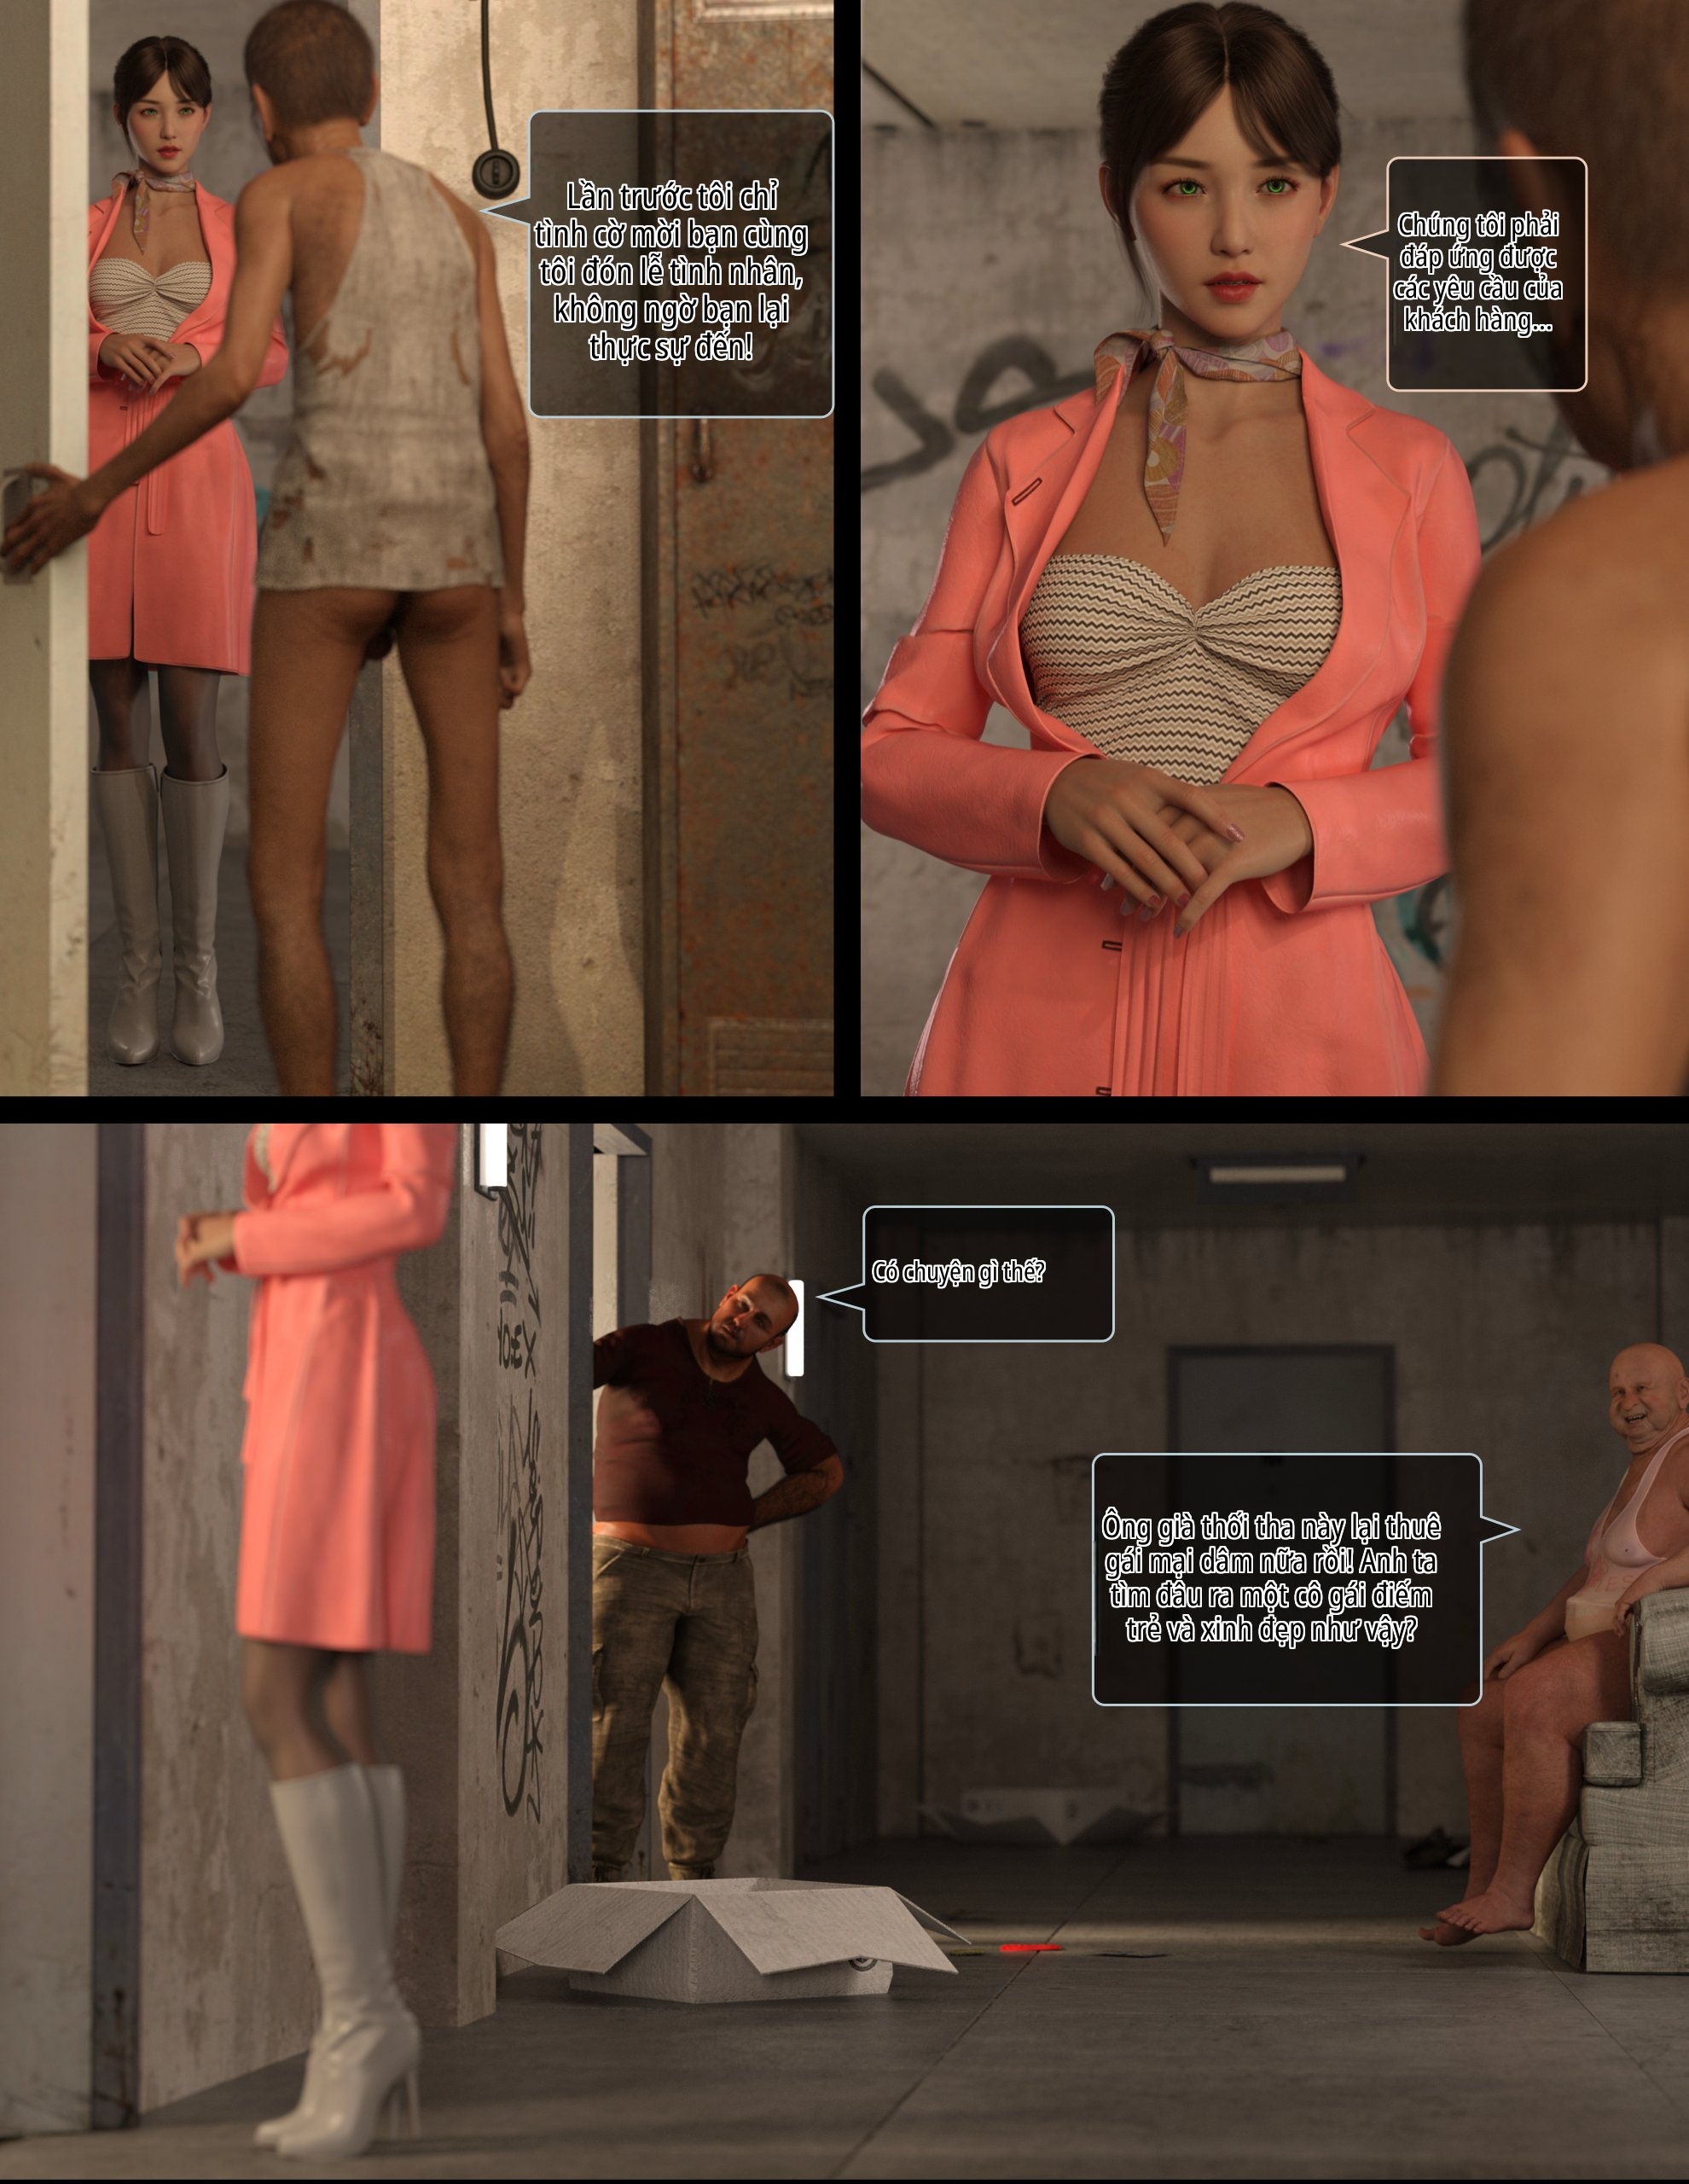 Lần trước tôi chỉ
tình cờ mời bạn cùng
tôi đón lễ tình nhân,
không ngờ bạn lại
thực sự đến!
Chúng tôi phải
đáp ứng được
các yêu cầu của
khách hàng...
Có chuyện gì thế?
Ông già thối tha này lại thuê
gái mại dâm nữa rồi! Anh ta
tìm đâu ra một cô gái điếm
trẻ và xinh đẹp như vậy?